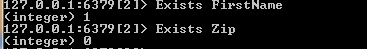 127.0.0.1:6379[2]> Exists FirstName
(integer) 1
127.0.0.1:6379[2]> Exists Zip
(integer) 0